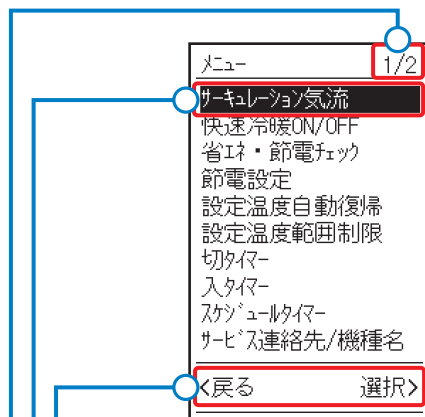 メニュー 1/2
サーキュレーション気流
快速冷暖ON/OFF
省エネ・節電チェック
節電設定
設定温度自動復帰
設定温度範囲制限
切タイマー
入タイマー
スケジュールタイマー
サービス連絡先/機種名
<戻る 選択>